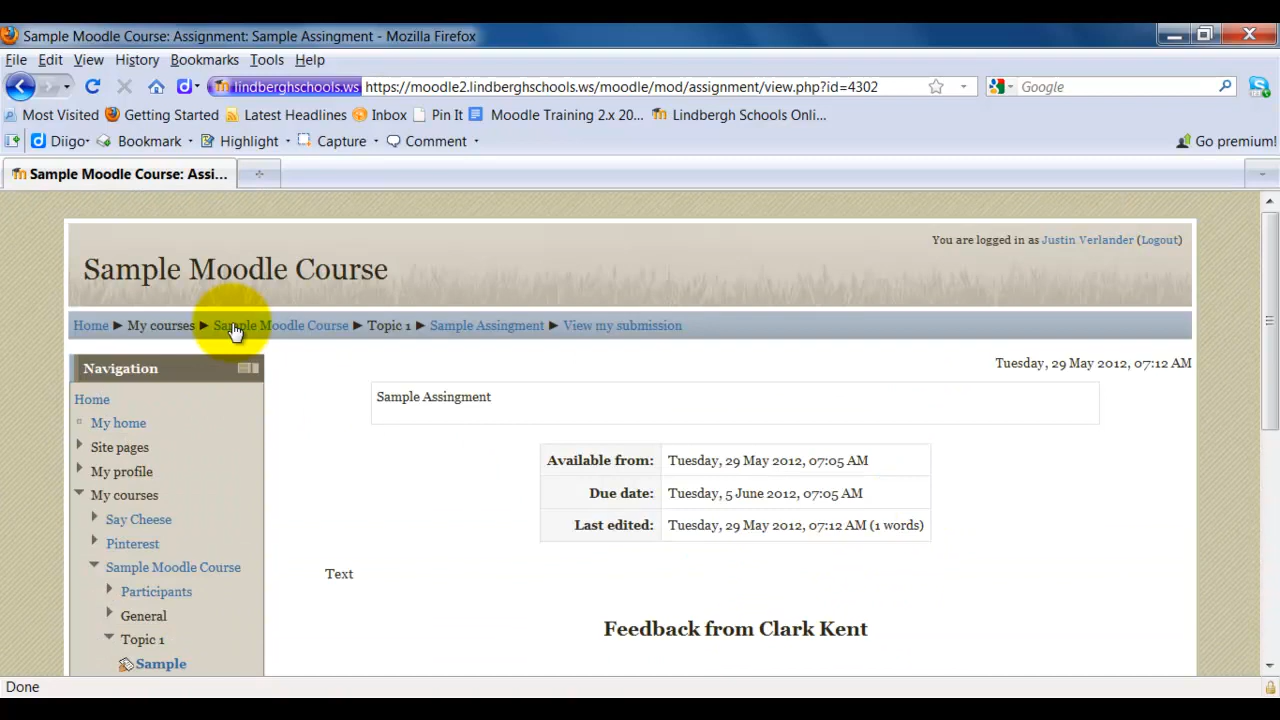 Sample Moodle Course: Assignment: Sample Assingment - Mozilla Firefox
File Edit View History Bookmarks Tools Help
lindberghschools.ws https://moodle2.lindberghschools.ws/moodle/mod/assignment/view.php?id=4302 Google
Most Visited Getting Started Latest Headlines Inbox Pin It Moodle Training 2.x 20... Lindbergh Schools Onli...
Diigo Bookmark Highlight Capture Comment Go premium!
Sample Moodle Course: Assi...
You are logged in as Justin Verlander (Logout)
Sample Moodle Course
Home ► My courses ► Sample Moodle Course ► Topic 1 ► Sample Assingment ► View my submission
Navigation
Home
My home
Site pages
My profile
My courses
Say Cheese
Pinterest
Sample Moodle Course
Participants
General
Topic 1
Sample
Tuesday, 29 May 2012, 07:12 AM
Sample Assingment
Available from: Tuesday, 29 May 2012, 07:05 AM
Due date: Tuesday, 5 June 2012, 07:05 AM
Last edited: Tuesday, 29 May 2012, 07:12 AM (1 words)
Text
Feedback from Clark Kent
Done